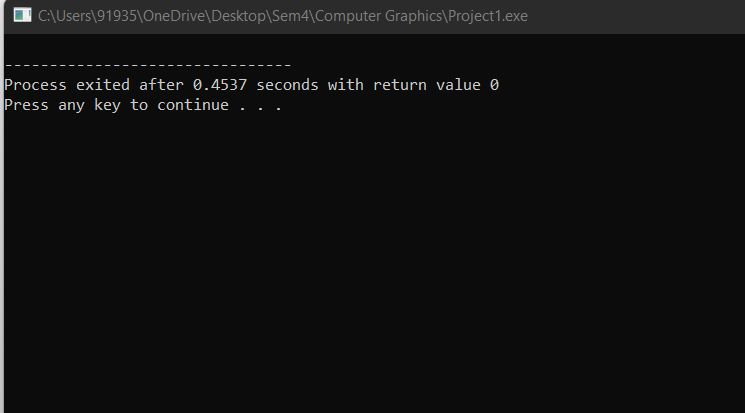 C:\Users\91935\OneDrive\Desktop\Sem4\Computer Graphics\Project1.exe
--------------------------------
Process exited after 0.4537 seconds with return value 0
Press any key to continue . . .